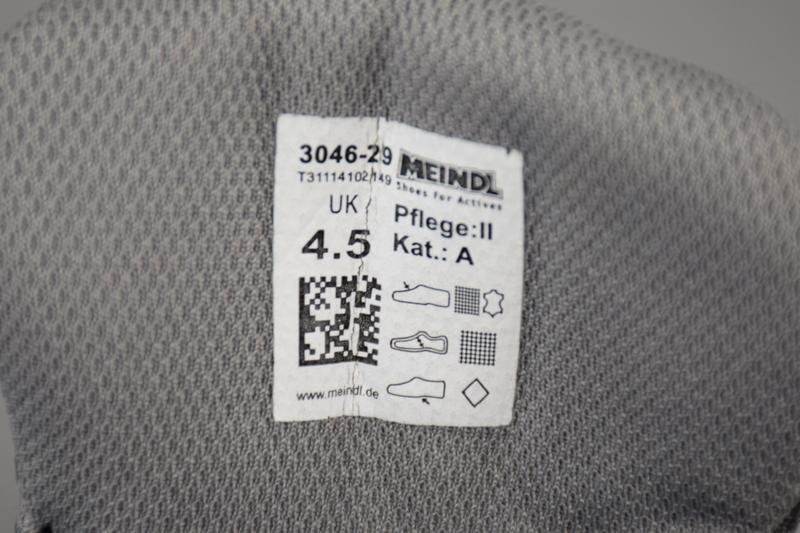 3046-29
T31114102/149
UK
4.5
www.meindl.de
MEINDL
Shoes For Actives
Pflege:II
Kat.: A